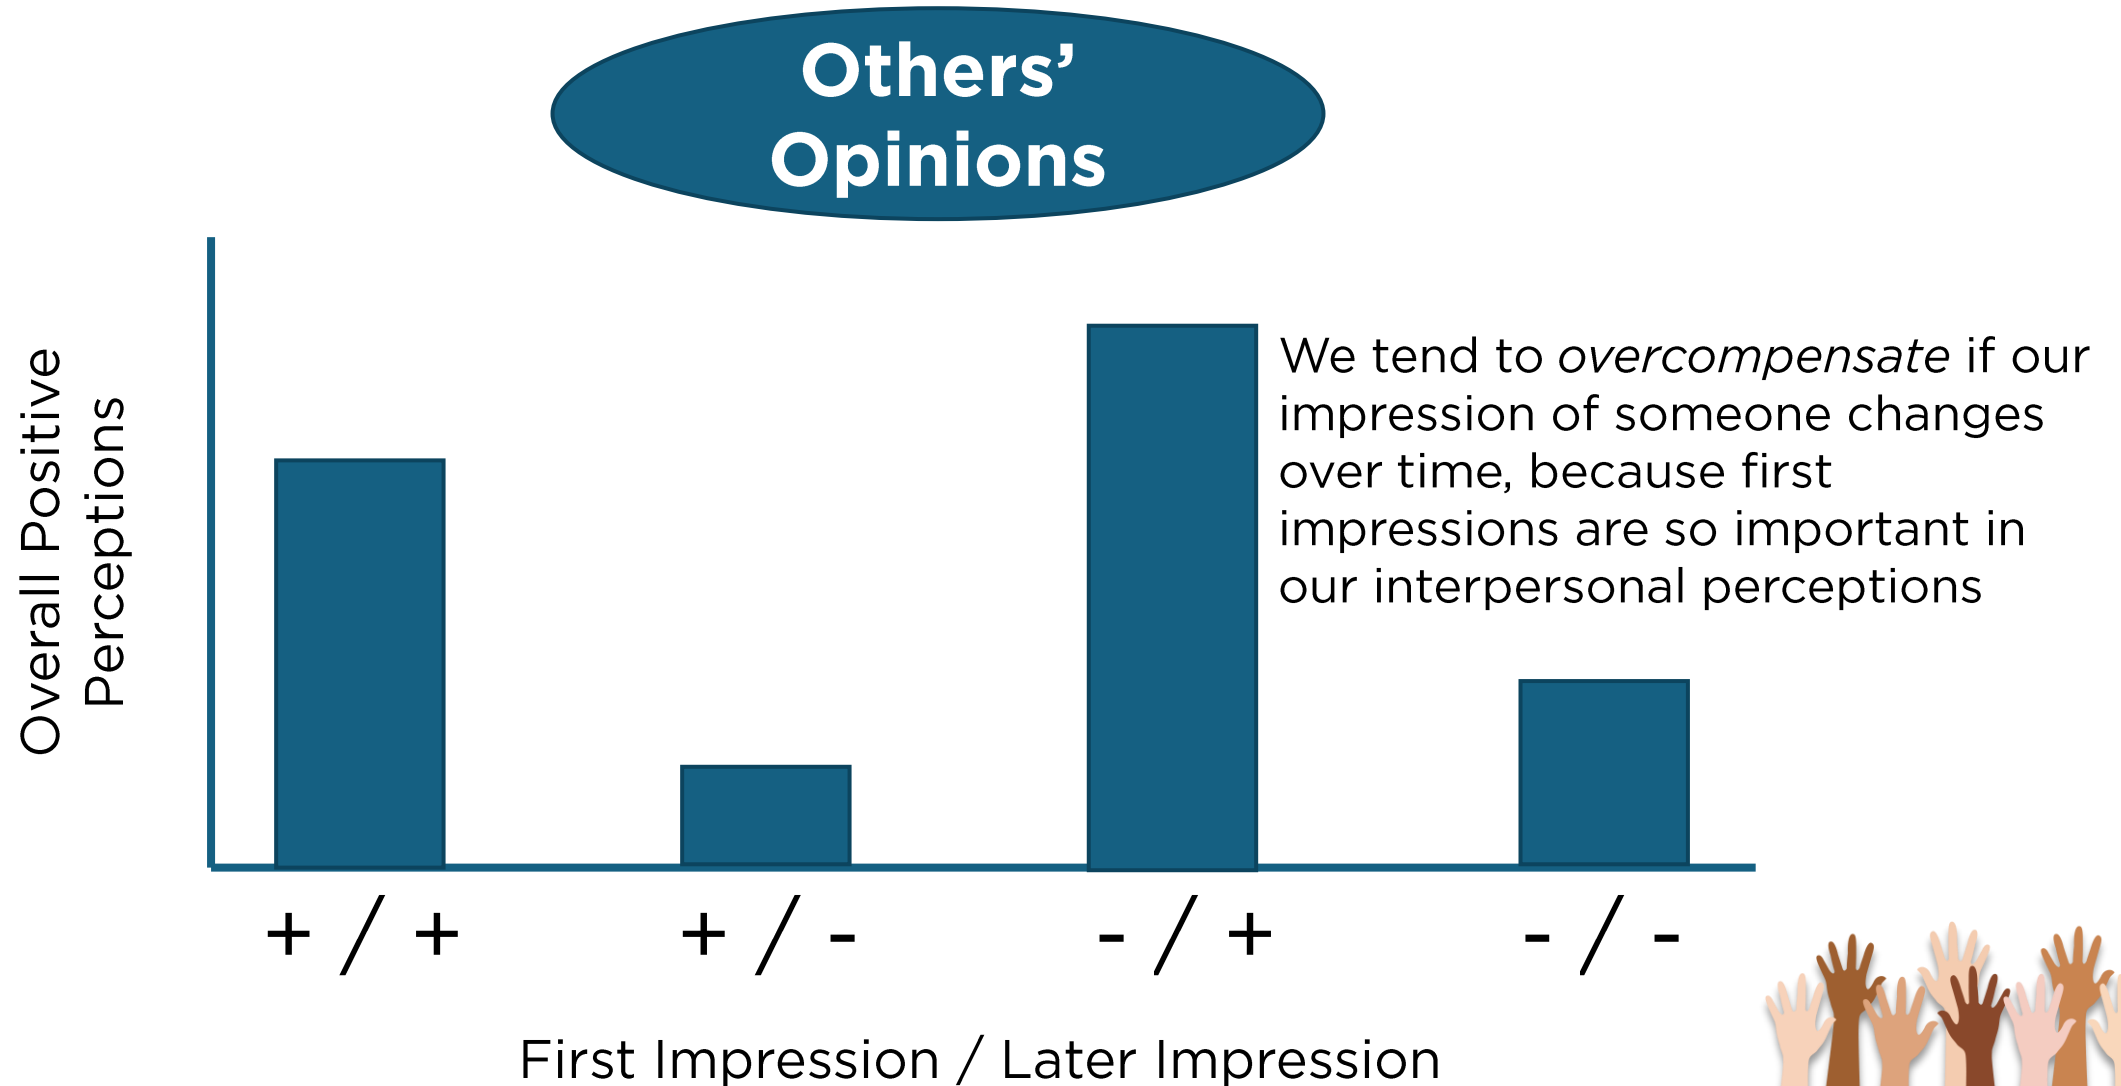 Others’
Opinions
Overall Positive
Perceptions
We tend to overcompensate if our
impression of someone changes
over time, because first
impressions are so important in
our interpersonal perceptions
+ / +
+ / -
- / +
- / -
First Impression / Later Impression